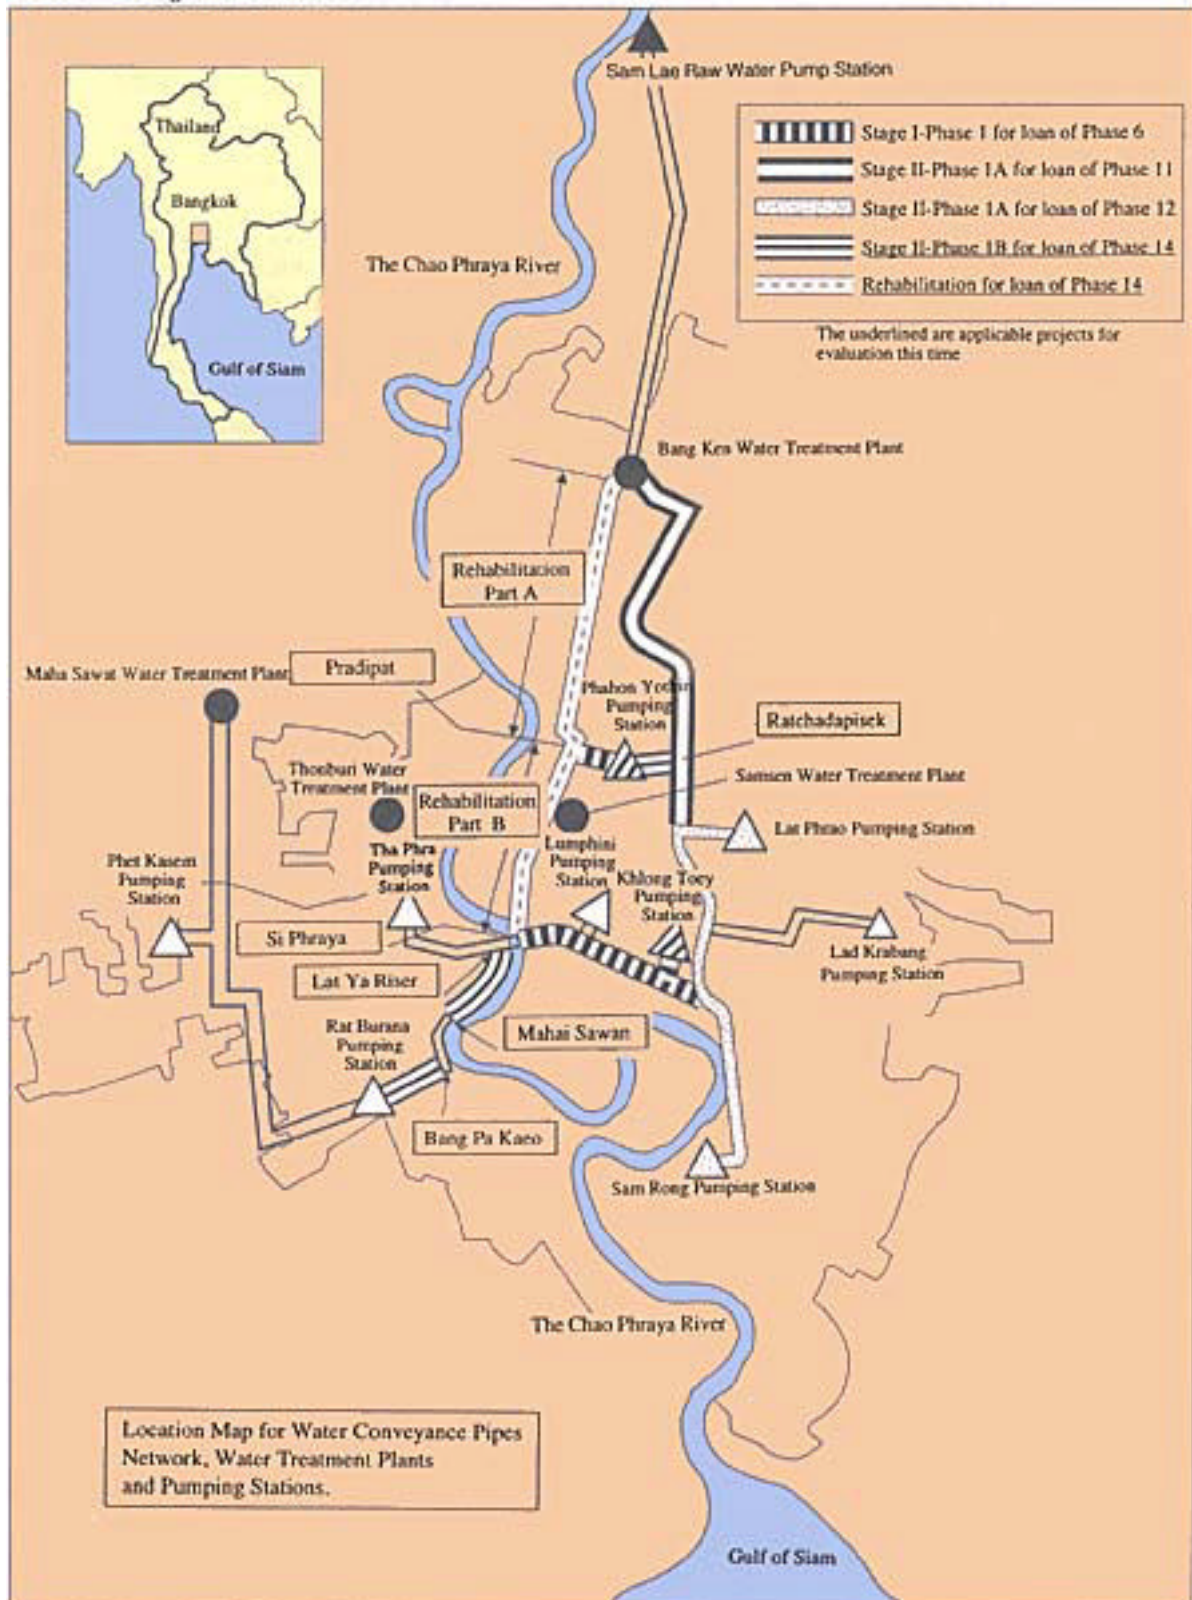 Sam Lae Raw Water Pump Station
Stage I-Phase 1 for loan of Phase 6
Stage II-Phase 1A for loan of Phase 11
Stage II-Phase 1A for loan of Phase 12
Stage II-Phase 1B for loan of Phase 14
Rehabilitation for loan of Phase 14
The underlined are applicable projects for
evaluation this time
Thailand
Bangkok
Gulf of Siam
The Chao Phraya River
Bang Ken Water Treatment Plant
Rehabilitation
Part A
Maha Sawat Water Treatment Plant
Pradipat
Phahon Yothin
Pumping
Station
Ratchadapisek
Thonburi Water
Treatment Plant
Samsen Water Treatment Plant
Rehabilitation
Part B
Lat Phrao Pumping Station
Phet Kasem
Pumping
Station
Tha Phra
Pumping
Station
Lumphini
Pumping
Station
Khlong Toey
Pumping
Station
Si Phraya
Lad Krabang
Pumping Station
Lat Ya Riser
Rat Burana
Pumping
Station
Mahai Sawan
Bang Pa Kaeo
Sam Rong Pumping Station
The Chao Phraya River
Location Map for Water Conveyance Pipes
Network, Water Treatment Plants
and Pumping Stations.
Gulf of Siam